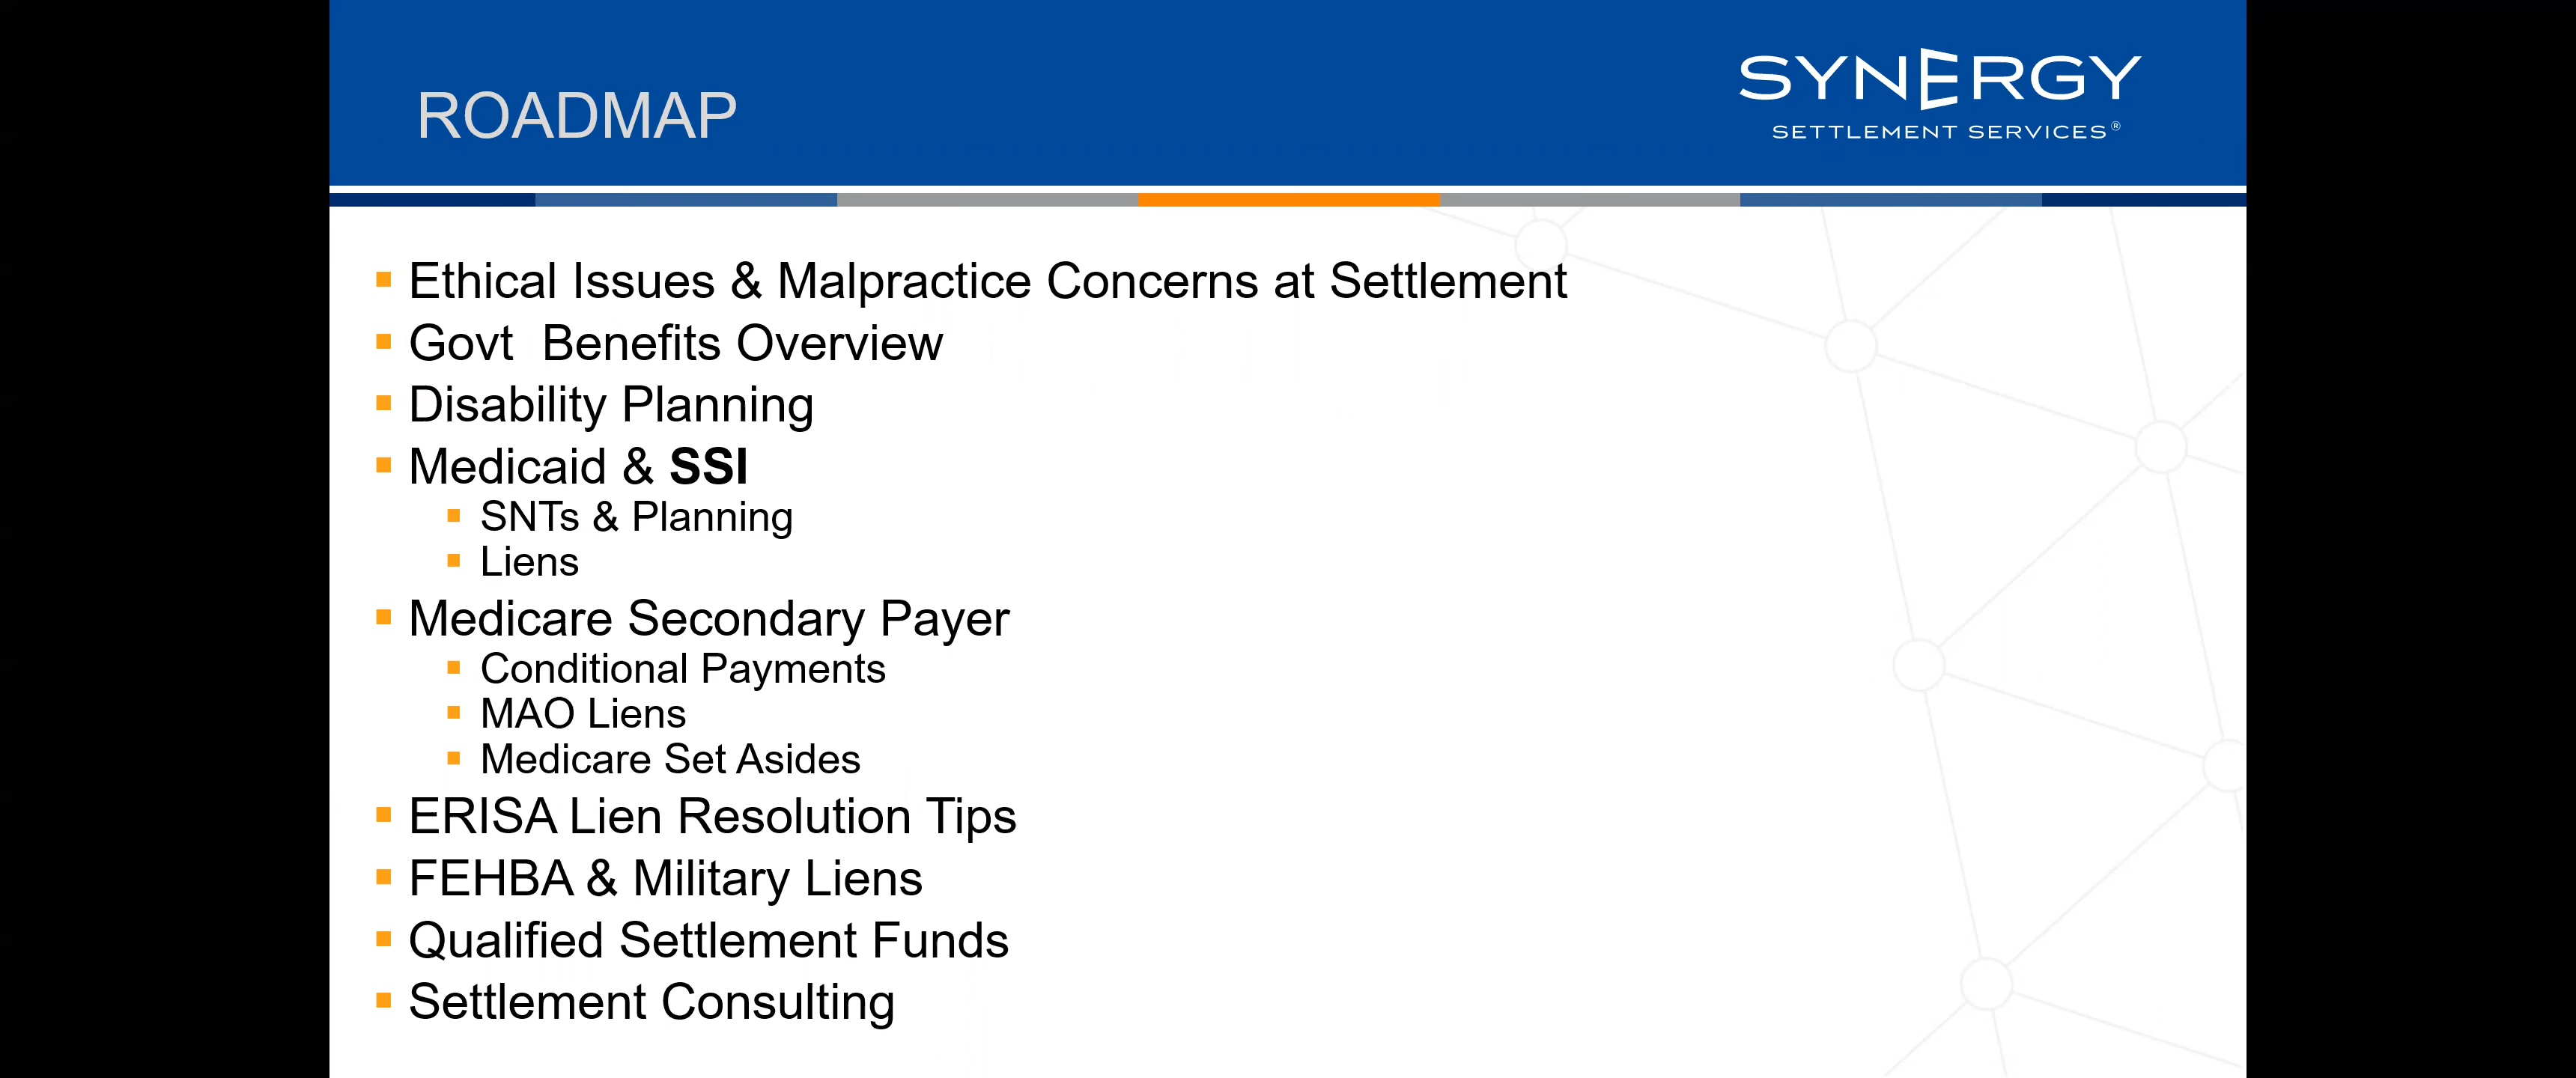 ROADMAP
SYNERGY
SETTLEMENT SERVICES®
Ethical Issues & Malpractice Concerns at Settlement
Govt  Benefits Overview
Disability Planning
Medicaid & SSI
SNTs & Planning
Liens
Medicare Secondary Payer
Conditional Payments
MAO Liens
Medicare Set Asides
ERISA Lien Resolution Tips
FEHBA & Military Liens
Qualified Settlement Funds
Settlement Consulting